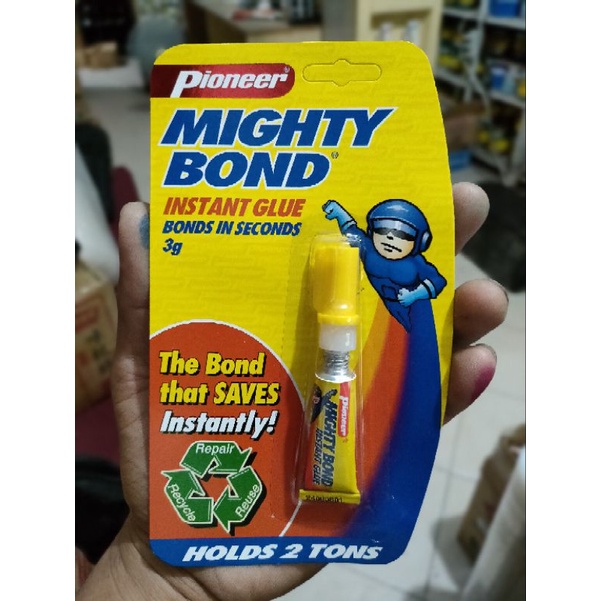 Pioneer®
MIGHTY
BOND®
INSTANT GLUE
BONDS IN SECONDS
3g
The Bond
that SAVES
Instantly!
Repair
Recycle
Reuse
Pioneer
MIGHTY BOND
INSTANT GLUE
HOLDS 2 TONS